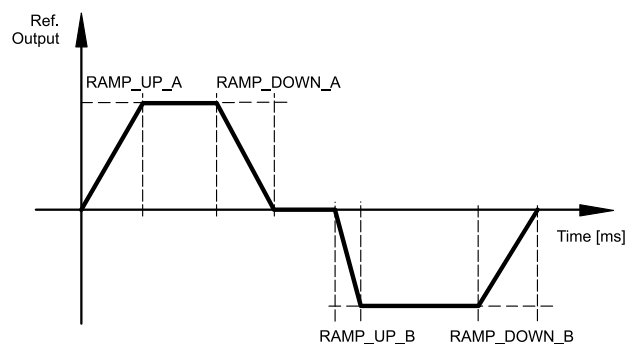 Ref.
Output
RAMP_UP_A
RAMP_DOWN_A
Time [ms]
RAMP_UP_B
RAMP_DOWN_B